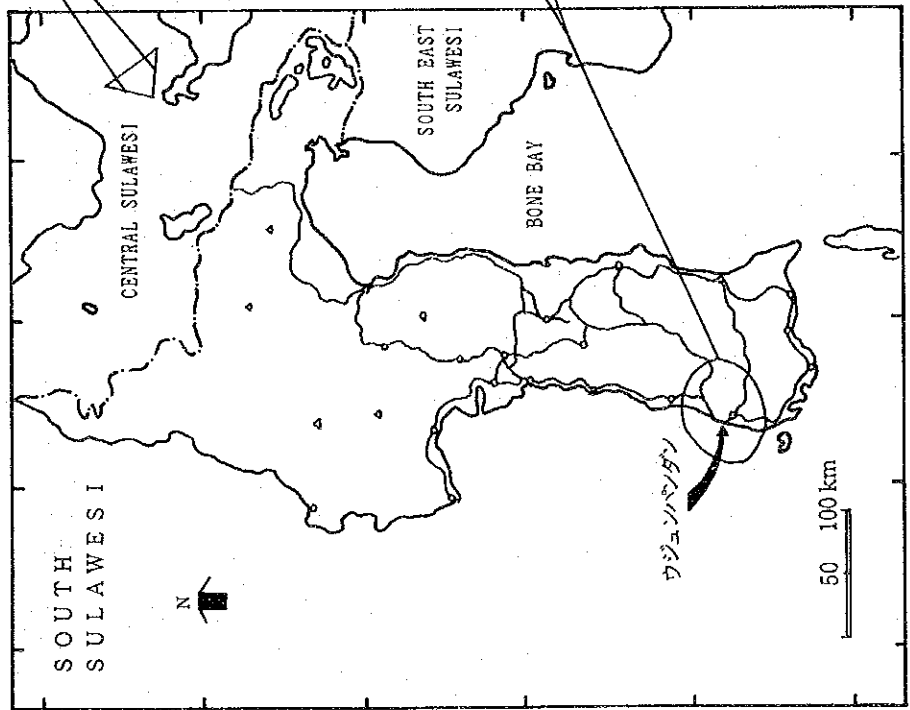 SOUTH
SULAWESI
N
CENTRAL SULAWESI
SOUTH EAST
SULAWESI
BONE BAY
ウジュンパンダン
50 100 km